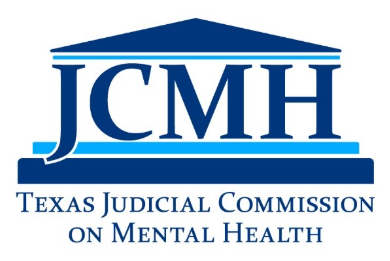 JCMH
TEXAS JUDICIAL COMMISSION
ON MENTAL HEALTH